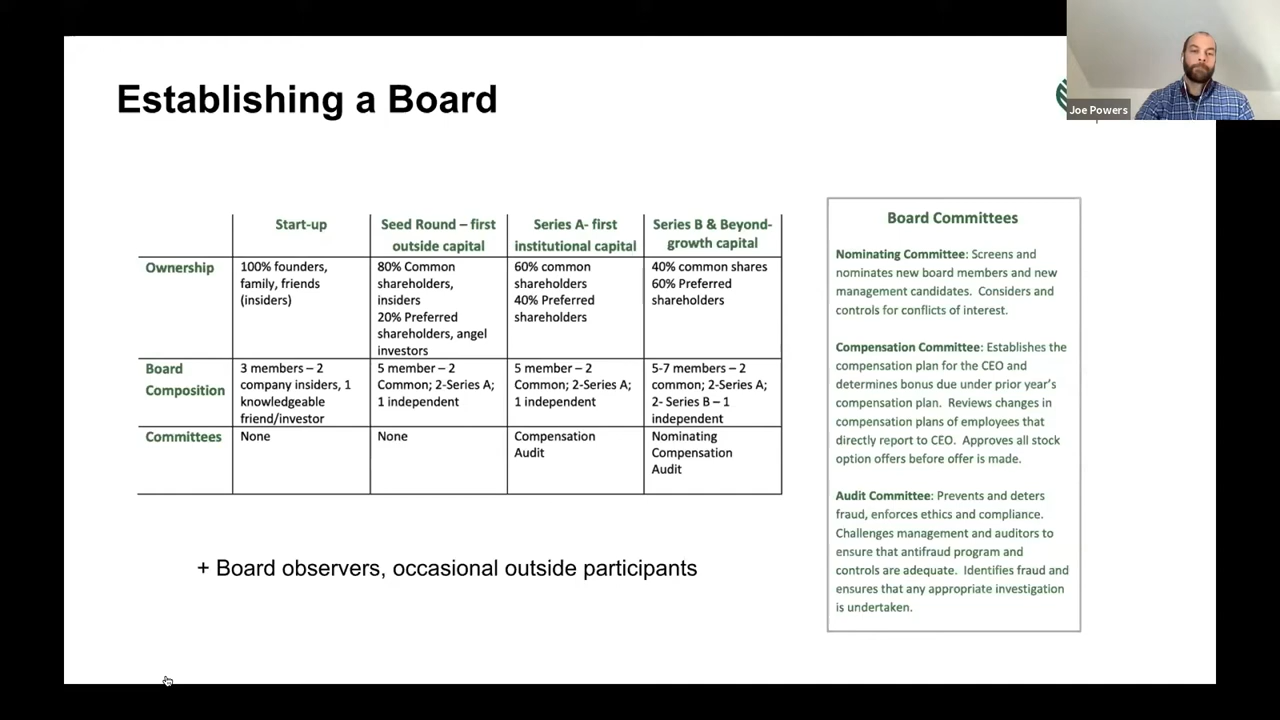 Establishing a Board
Joe Powers
Start-up
Seed Round – first
outside capital
Series A- first
institutional capital
Series B & Beyond-
growth capital
Ownership
100% founders,
family, friends
(insiders)
80% Common
shareholders,
insiders
20% Preferred
shareholders, angel
investors
60% common
shareholders
40% Preferred
shareholders
40% common shares
60% Preferred
shareholders
Board
Composition
3 members – 2
company insiders, 1
knowledgeable
friend/investor
5 member – 2
Common; 2-Series A;
1 independent
5 member – 2
Common; 2-Series A;
1 independent
5-7 members – 2
common; 2-Series A;
2- Series B – 1
independent
Committees
None
None
Compensation
Audit
Nominating
Compensation
Audit
+ Board observers, occasional outside participants
Board Committees
Nominating Committee: Screens and
nominates new board members and new
management candidates. Considers and
controls for conflicts of interest.
Compensation Committee: Establishes the
compensation plan for the CEO and
determines bonus due under prior year's
compensation plan. Reviews changes in
compensation plans of employees that
directly report to CEO. Approves all stock
option offers before offer is made.
Audit Committee: Prevents and deters
fraud, enforces ethics and compliance.
Challenges management and auditors to
ensure that antifraud program and
controls are adequate. Identifies fraud and
ensures that any appropriate investigation
is undertaken.